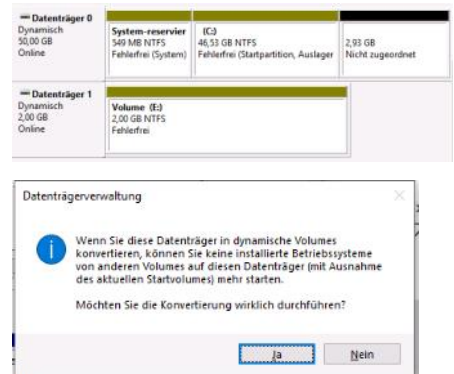 Datenträger 0
Dynamisch
50,00 GB
Online
System-reservier
549 MB NTFS
Fehlerfrei (System)
(C:)
46,53 GB NTFS
Fehlerfrei (Startpartition, Auslager
2,93 GB
Nicht zugeordnet
Datenträger 1
Dynamisch
2,00 GB
Online
Volume (E:)
2,00 GB NTFS
Fehlerfrei
Datenträgerverwaltung
Wenn Sie diese Datenträger in dynamische Volumes
konvertieren, können Sie keine installierte Betriebssysteme
von anderen Volumes auf diesen Datenträger (mit Ausnahme
des aktuellen Startvolumes) mehr starten.
Möchten Sie die Konvertierung wirklich durchführen?
Ja
Nein